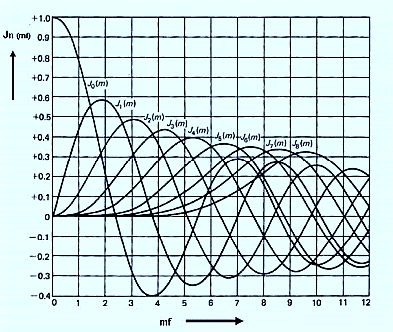 Jn (mf)
+1.0
+0.9
+0.8
+0.7
+0.6
+0.5
+0.4
+0.3
+0.2
+0.1
0
-0.1
-0.2
-0.3
-0.4
J₀(m)
J₁(m)
J₂(m)
J₃(m)
J₄(m)
J₅(m)
J₆(m)
J₇(m)
J₈(m)
0 1 2 3 4 5 6 7 8 9 10 11 12
mf